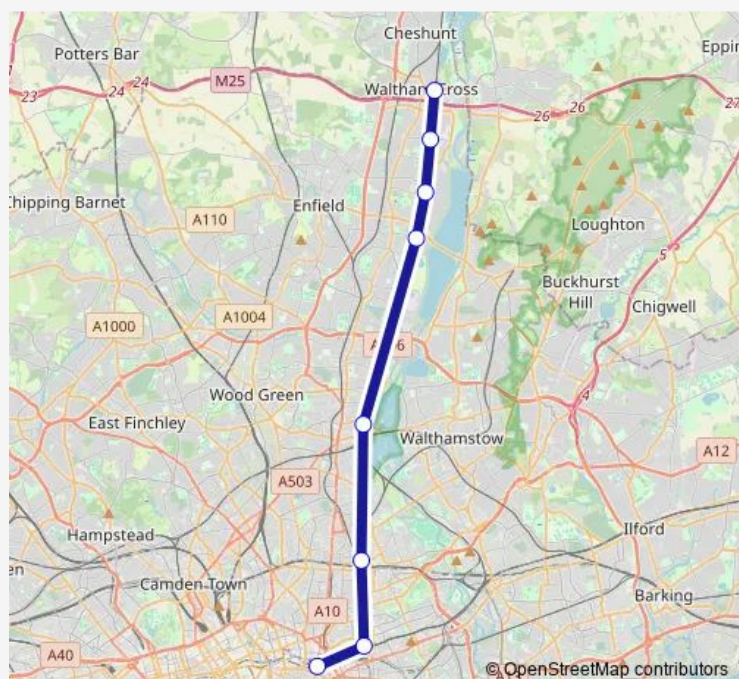 Cheshunt
Potters Bar
Eppin
M25
24
24
23
24
Waltham Cross
26
26
27
Chipping Barnet
Enfield
A110
Loughton
5
Buckhurst
Hill
Chigwell
A1000
A1004
Wood Green
4
East Finchley
Walthamstow
A12
A503
Hampstead
Ilford
en
Camden Town
Barking
A10
A40
© OpenStreetMap contributors